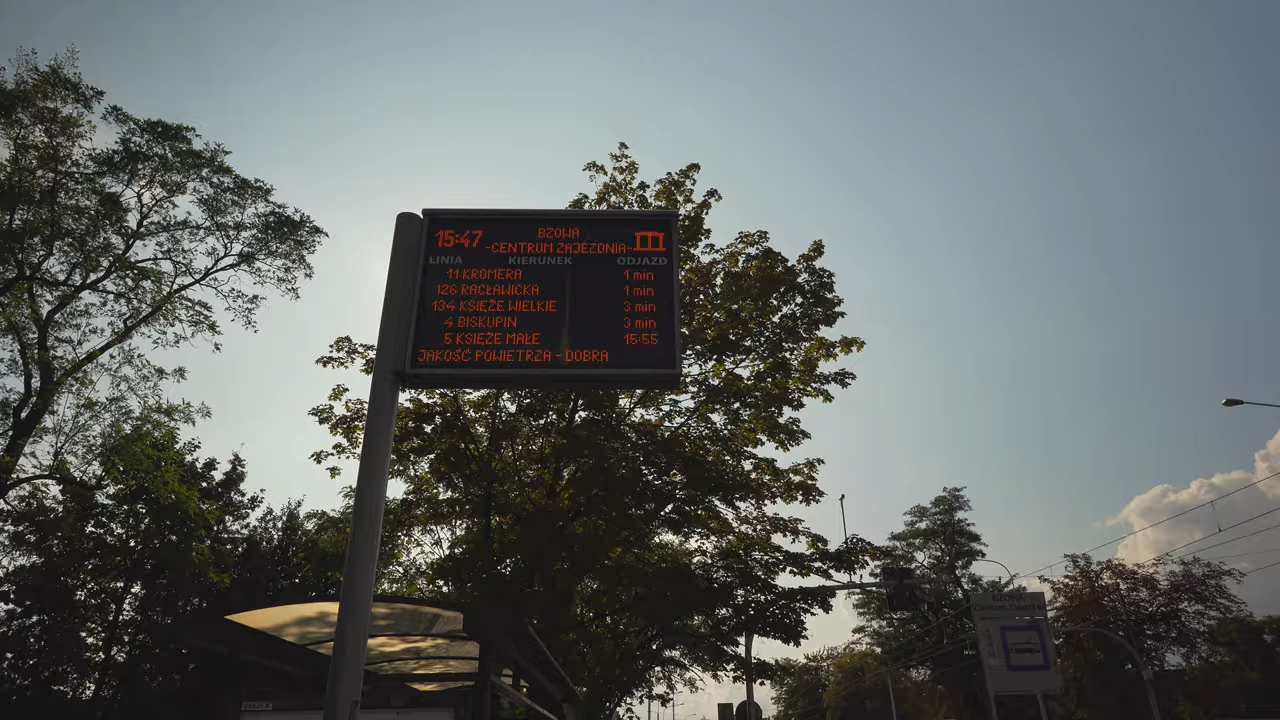 15:47 BZOWA
-CENTRUM ZAJEZDNIA-
LINIA KIERUNEK ODJAZD
11 KROMERA 1 min
126 RACŁAWICKA 1 min
134 KSIĘŻE WIELKIE 3 min
4 BISKUPIN 3 min
5 KSIĘŻE MAŁE 15:55
JAKOŚĆ POWIETRZA - DOBRA